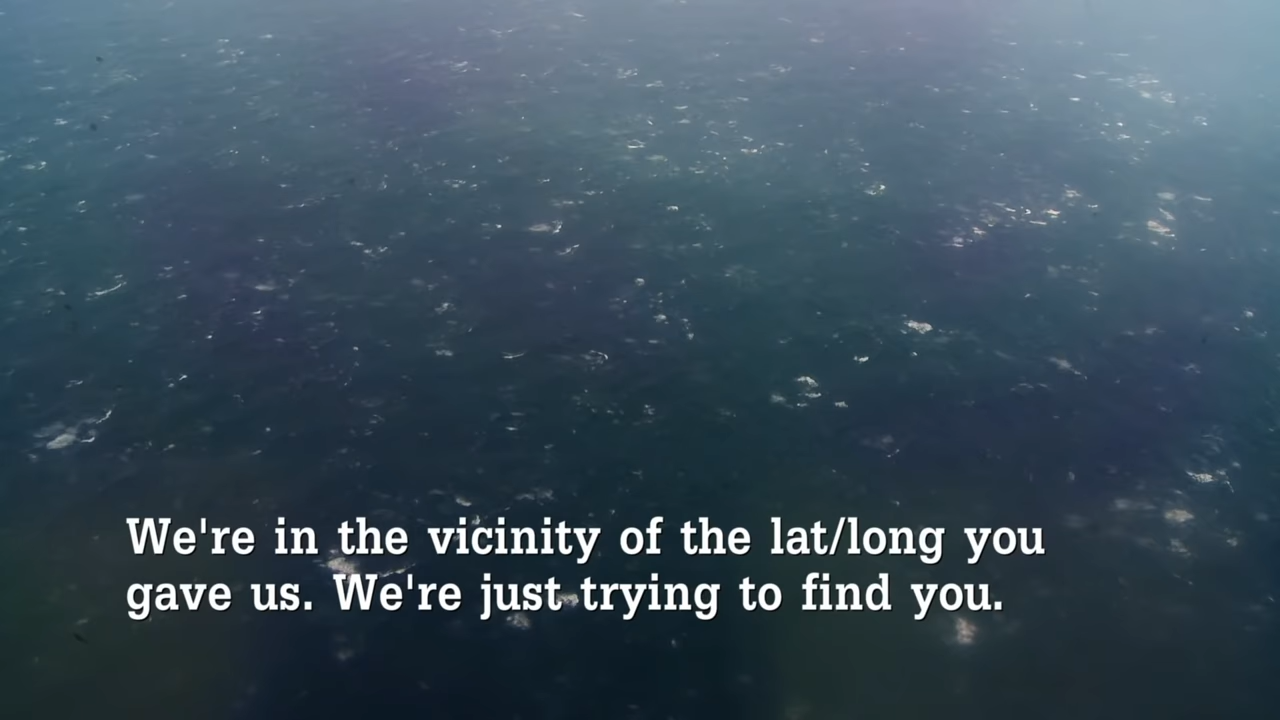 We're in the vicinity of the lat/long you
gave us. We're just trying to find you.